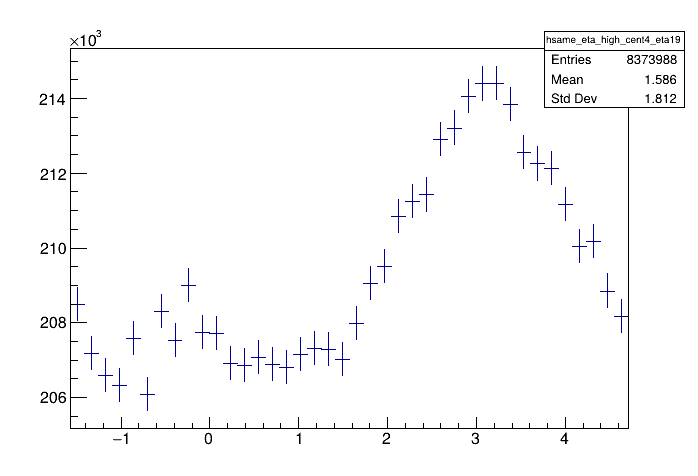 ×10³
hsame_eta_high_cent4_eta19
Entries 8373988
Mean 1.586
Std Dev 1.812
214
212
210
208
206
−1 0 1 2 3 4